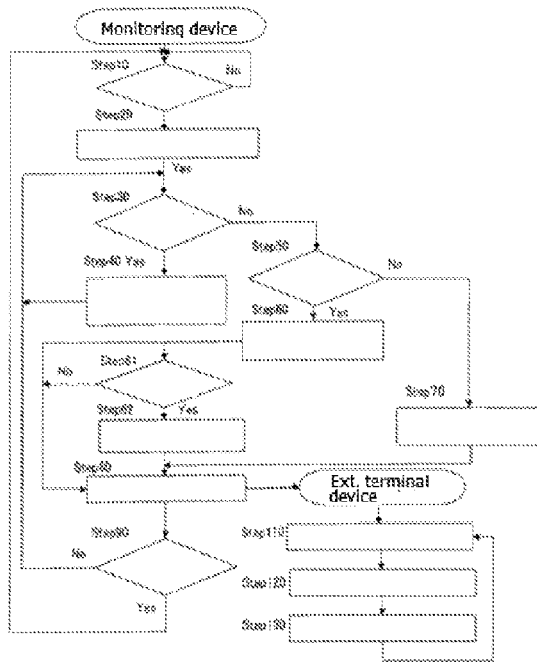 Monitoring device
Step10
No
Step20
Yes
Step30
No
Step40 Yes
Step50
No
Step60
Yes
Step61
No
Step62
Yes
Step70
Step80
Ext. terminal
device
Step90
No
Yes
Step110
Step120
Step130